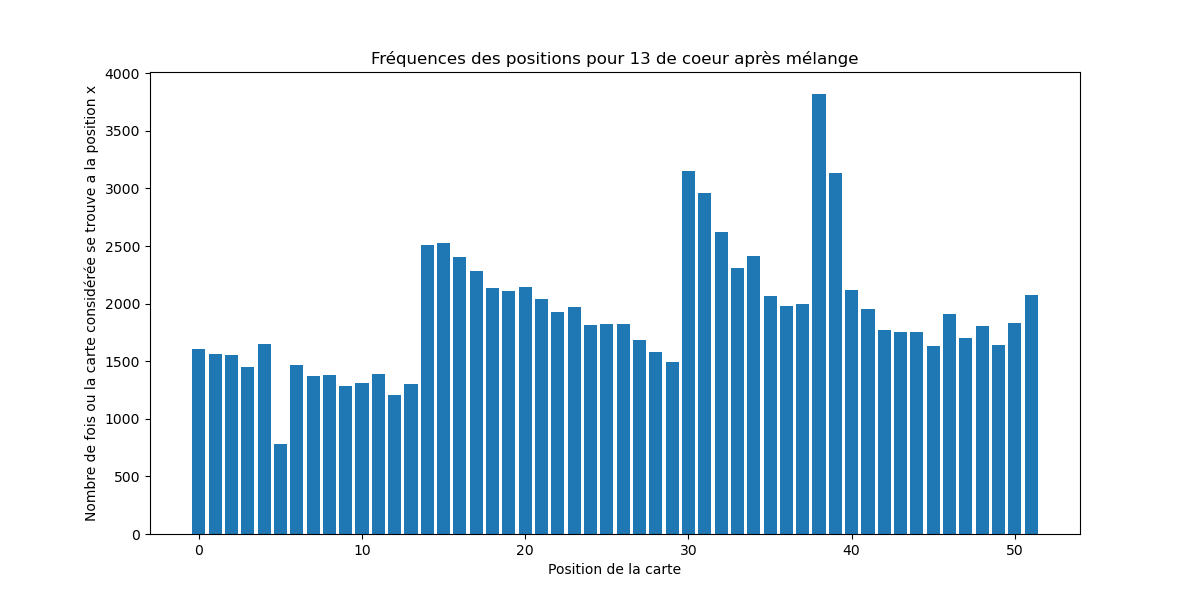 Fréquences des positions pour 13 de coeur après mélange
Nombre de fois ou la carte considérée se trouve a la position x
4000
3500
3000
2500
2000
1500
1000
500
0
0 10 20 30 40 50
Position de la carte